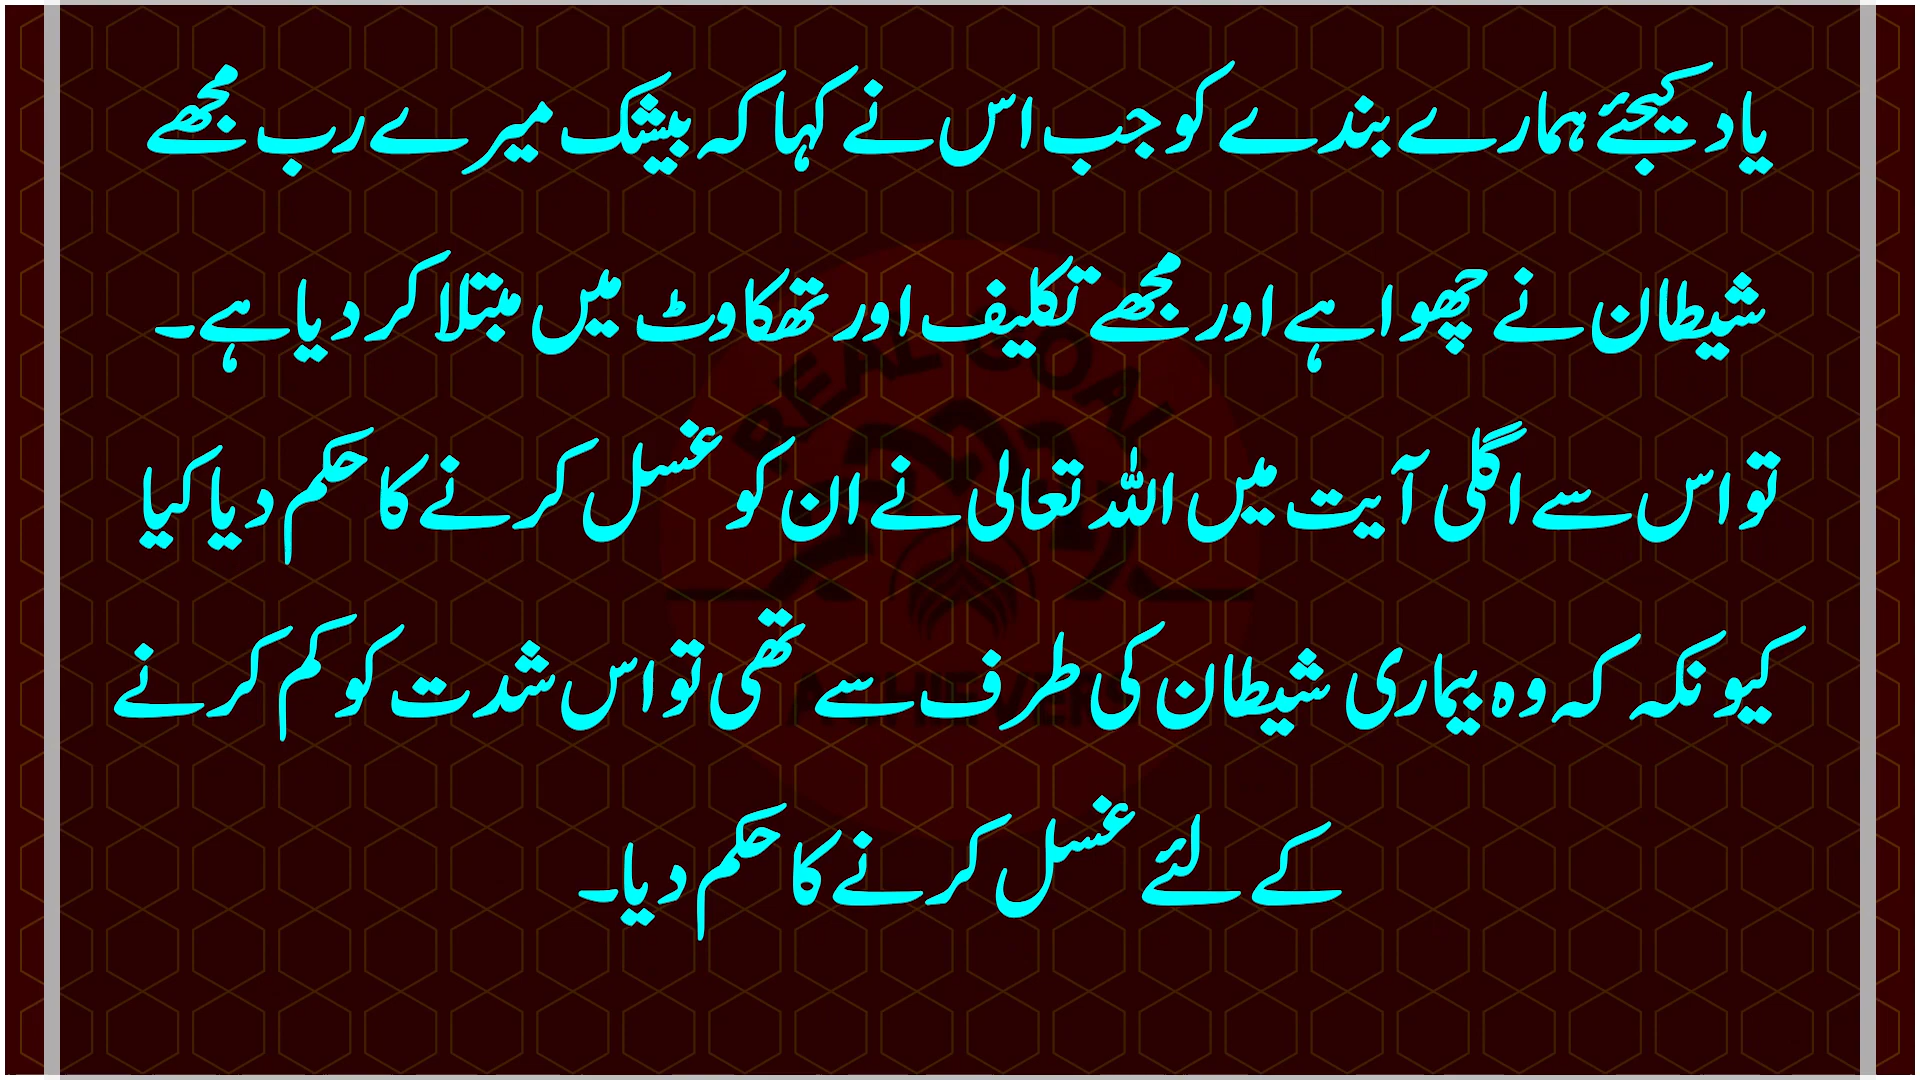 یاد کیجئے ہمارے بندے کو جب اس نے کہا کہ بیشک میرے رب مجھے
شیطان نے چھوا ہے اور مجھے تکلیف اور تھکاوٹ میں مبتلا کر دیا ہے۔
تو اس سے اگلی آیت میں اللہ تعالی نے ان کو غسل کرنے کا حکم دیا کیا
کیونکہ کہ وہ بیماری شیطان کی طرف سے تھی تو اس شدت کو کم کرنے
کے لئے غسل کرنے کا حکم دیا۔
REAL GOAL